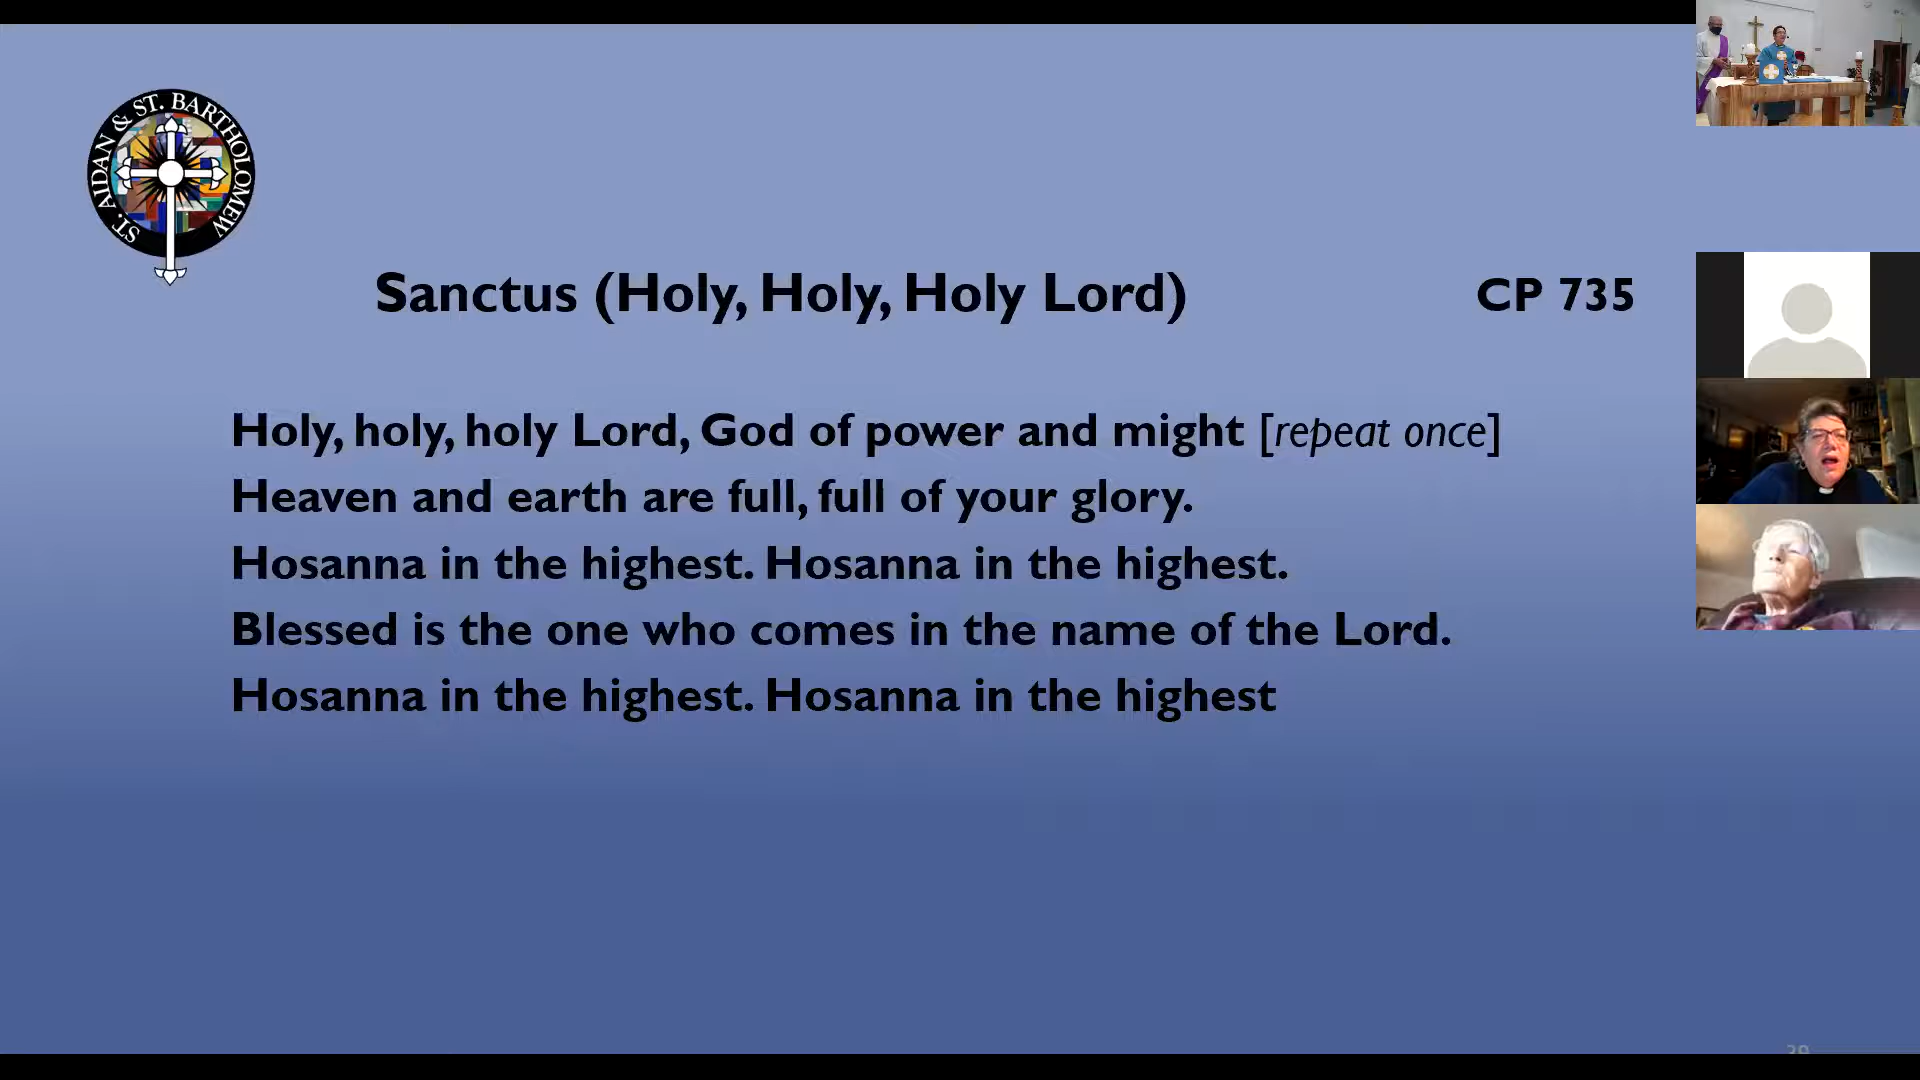 ST. AIDAN & ST. BARTHOLOMEW
Sanctus (Holy, Holy, Holy Lord) CP 735
Holy, holy, holy Lord, God of power and might [repeat once]
Heaven and earth are full, full of your glory.
Hosanna in the highest. Hosanna in the highest.
Blessed is the one who comes in the name of the Lord.
Hosanna in the highest. Hosanna in the highest